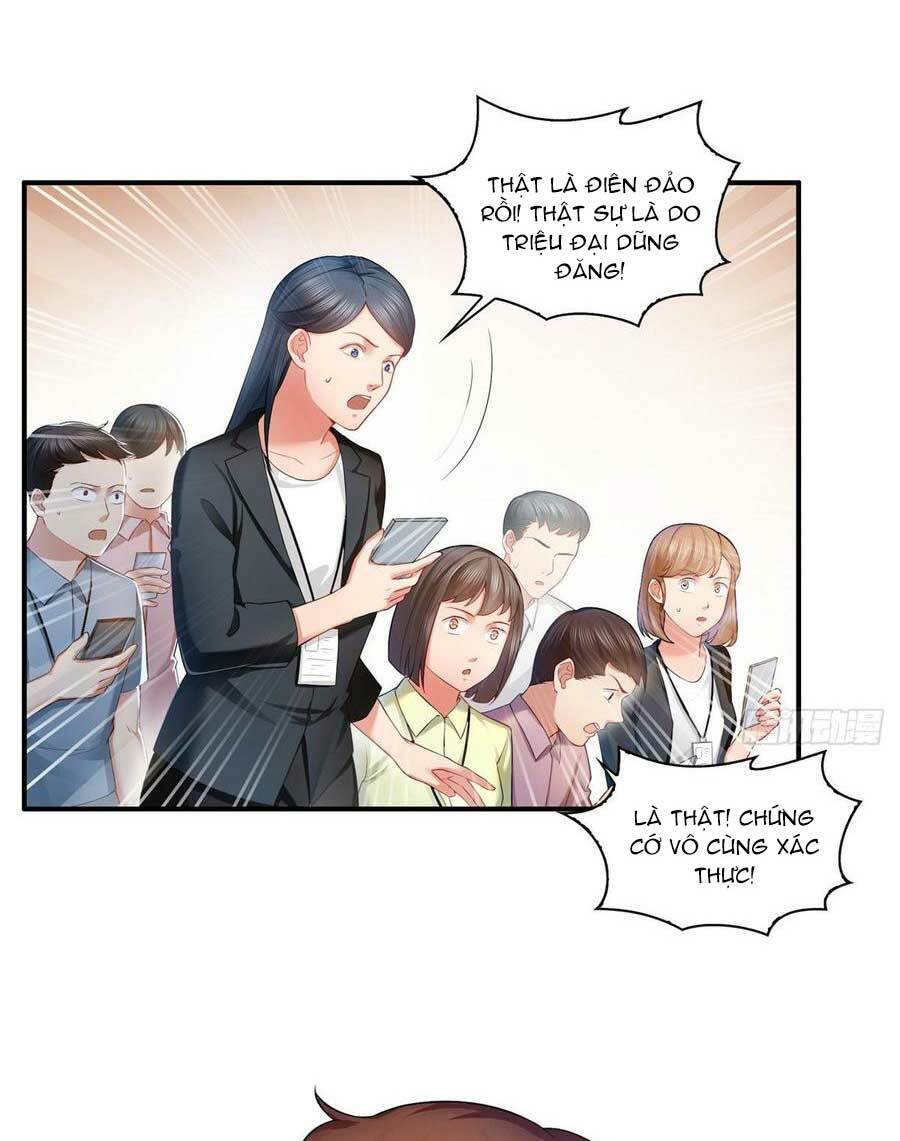 THẬT LÀ ĐIÊN ĐẢO
RỒI! THẬT SỰ LÀ DO
TRIỆU ĐẠI DŨNG
ĐĂNG!
LÀ THẬT! CHỨNG
CỚ VÔ CÙNG XÁC
THỰC!